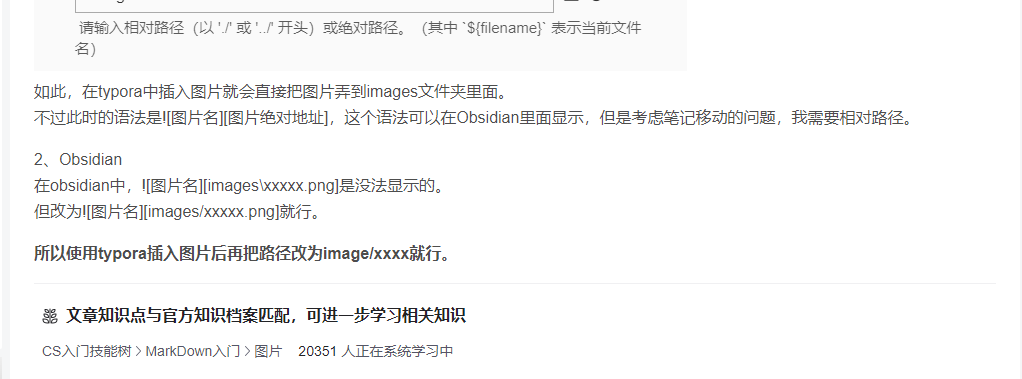 请输入相对路径（以 './' 或 '../' 开头）或绝对路径。（其中 `${filename}` 表示当前文件
名）
如此，在typora中插入图片就会直接把图片弄到images文件夹里面。
不过此时的语法是![图片名][图片绝对地址]，这个语法可以在Obsidian里面显示，但是考虑笔记移动的问题，我需要相对路径。
2、Obsidian
在obsidian中，![图片名][images\xxxxx.png]是没法显示的。
但改为![图片名][images/xxxxx.png]就行。
所以使用typora插入图片后再把路径改为image/xxxx就行。
文章知识点与官方知识档案匹配，可进一步学习相关知识
CS入门技能树 > MarkDown入门 > 图片 20351 人正在系统学习中